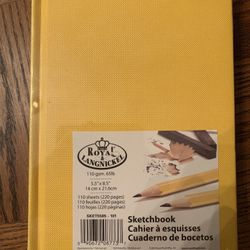 ROYAL
&
LANGNICKEL
110 gsm, 65lb
5.5" x 8.5"
14 cm x 21.6cm
110 sheets (220 pages)
110 feuilles (220 pages)
110 hojas (220 páginas)
Sketchbook
Cahier à esquisses
Cuaderno de bocetos